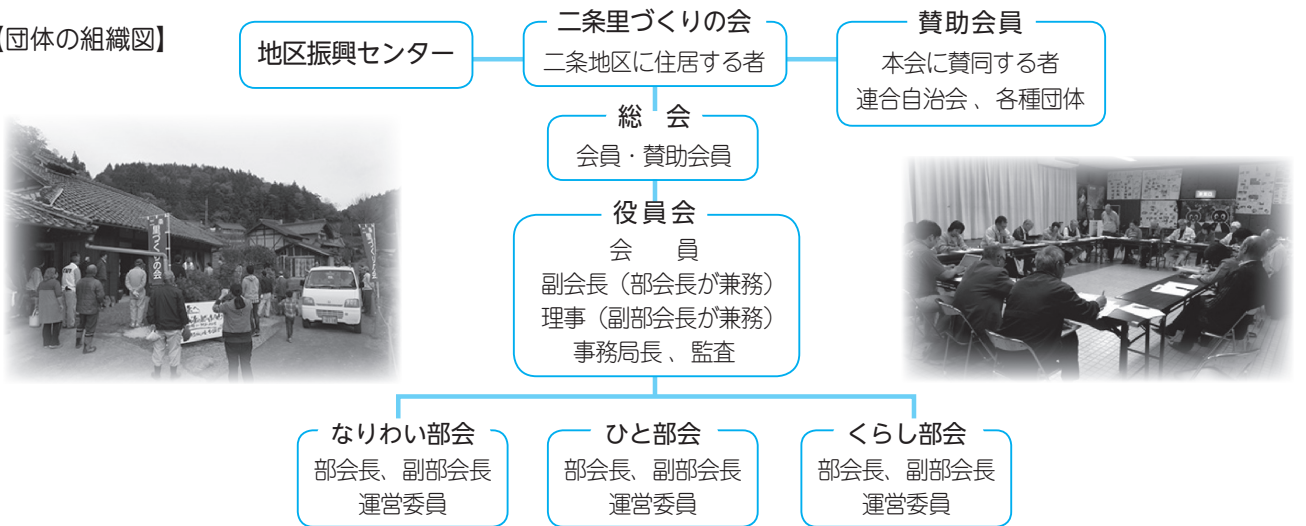 【団体の組織図】
地区振興センター
二条里づくりの会
二条地区に住居する者
賛助会員
本会に賛同する者
連合自治会、各種団体
総 会
会員・賛助会員
役員会
会 員
副会長（部会長が兼務）
理事（副部会長が兼務）
事務局長、監査
なりわい部会
部会長、副部会長
運営委員
ひと部会
部会長、副部会長
運営委員
くらし部会
部会長、副部会長
運営委員
里づくりの会